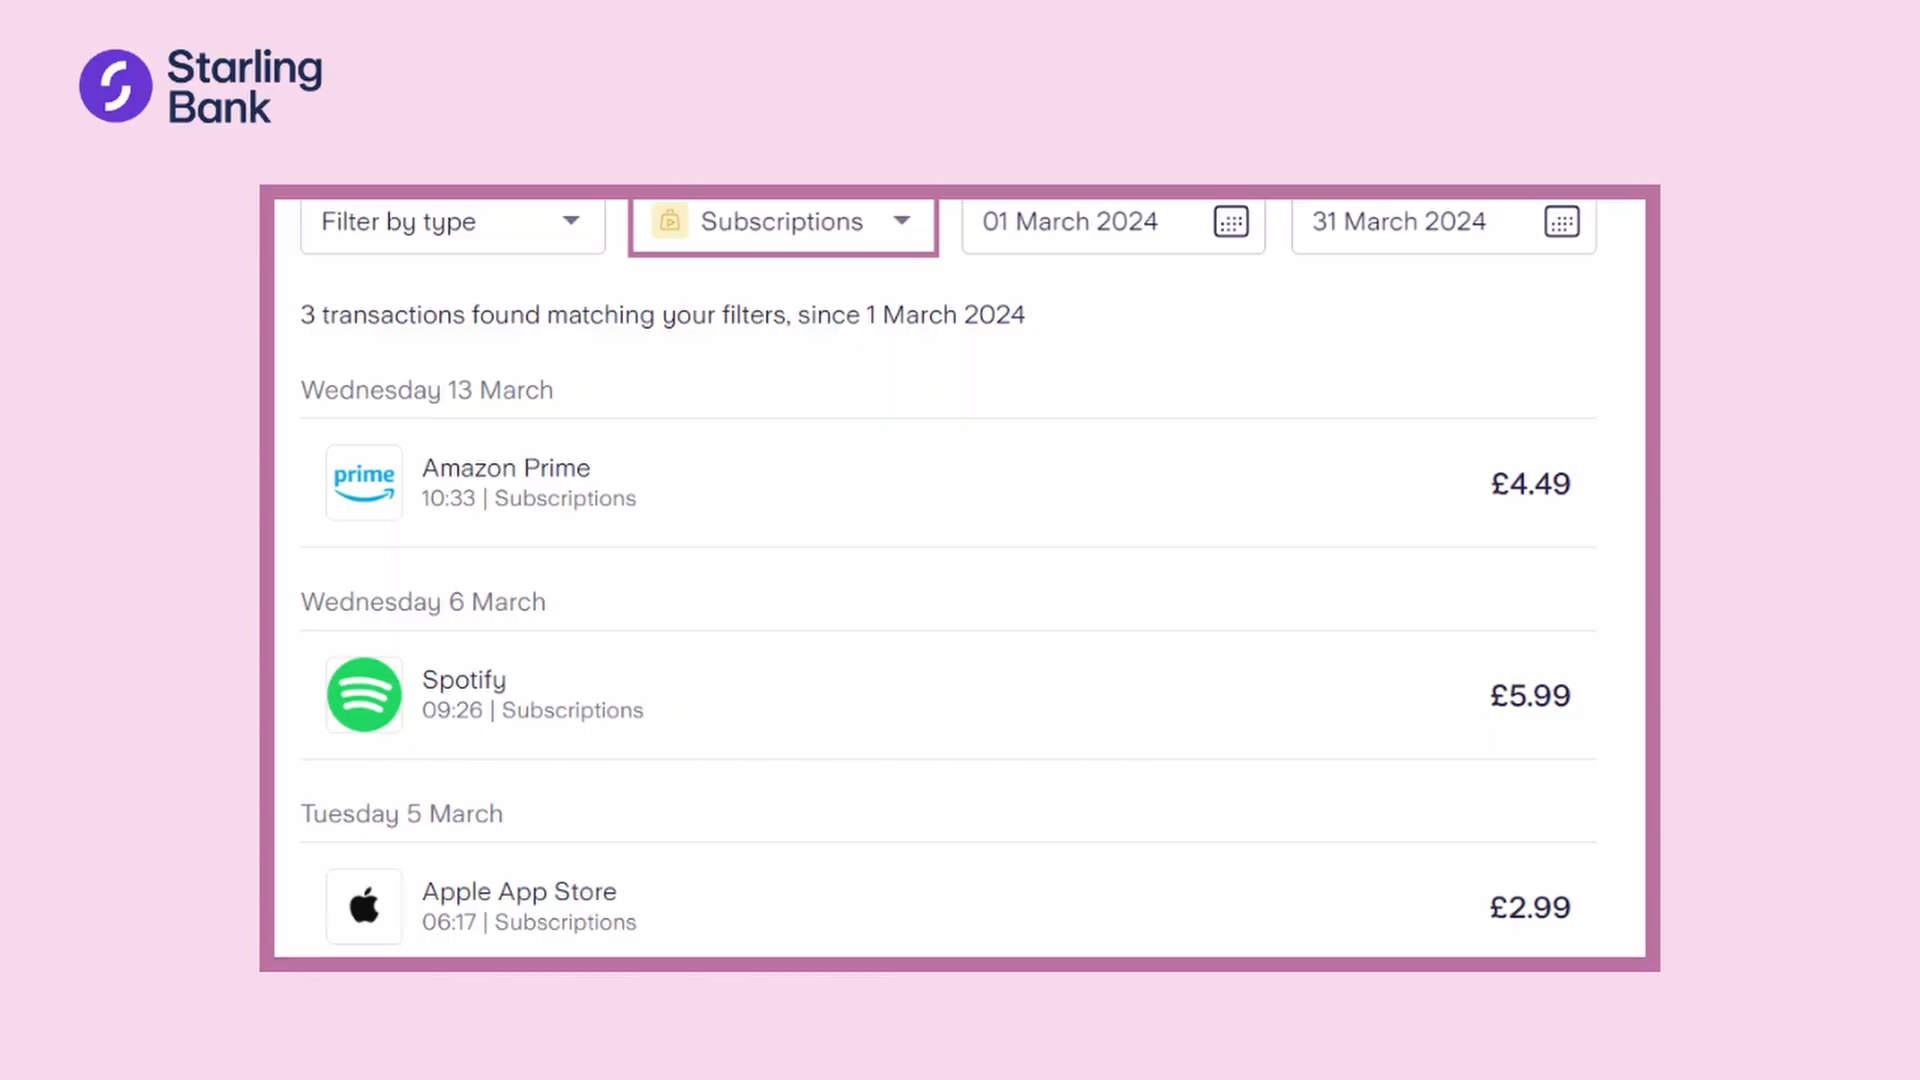 Starling
Bank
Filter by type
Subscriptions
01 March 2024
31 March 2024
3 transactions found matching your filters, since 1 March 2024
Wednesday 13 March
prime
Amazon Prime
10:33 | Subscriptions
£4.49
Wednesday 6 March
Spotify
09:26 | Subscriptions
£5.99
Tuesday 5 March
Apple App Store
06:17 | Subscriptions
£2.99